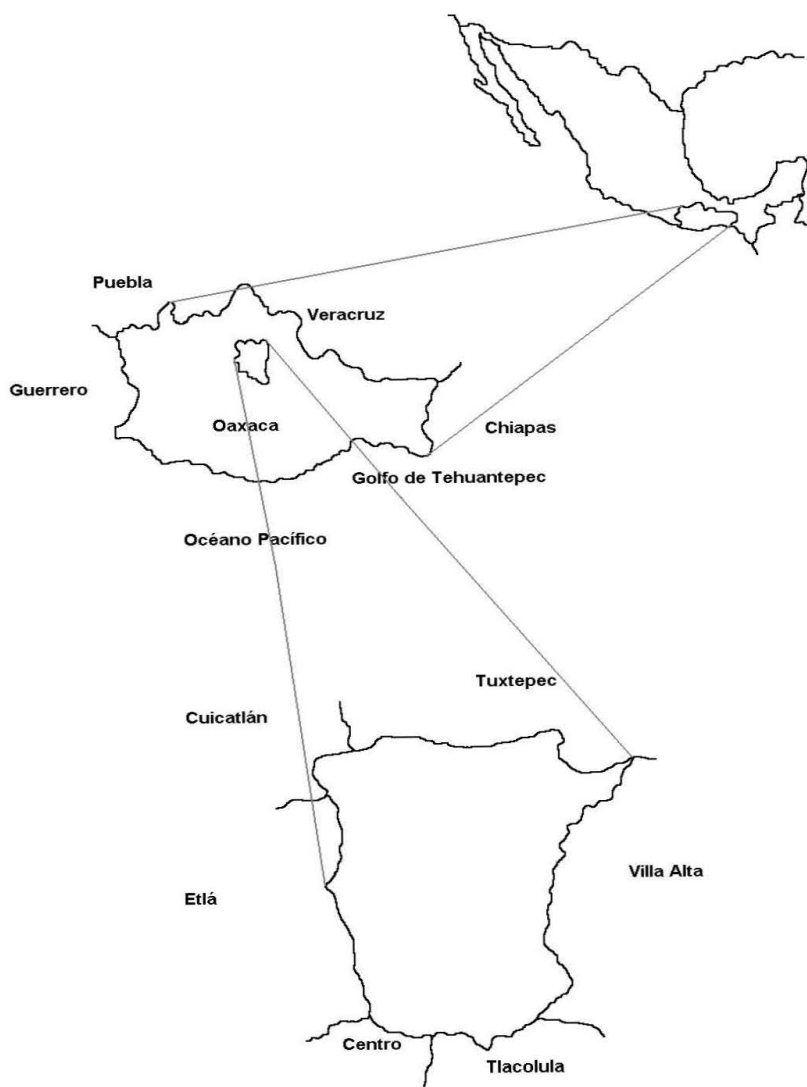 Puebla
Veracruz
Guerrero
Oaxaca
Chiapas
Golfo de Tehuantepec
Océano Pacífico
Tuxtepec
Cuicatlán
Villa Alta
Etlá
Centro
Tlacolula